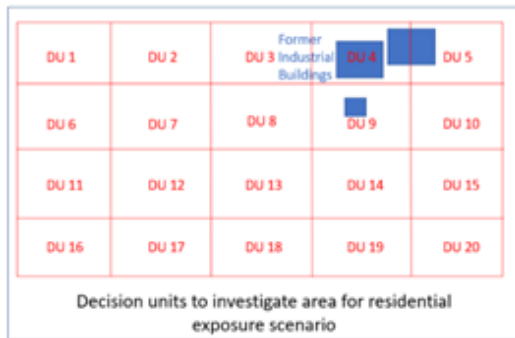 DU 1 DU 2 DU 3 Former DU 4 DU 5
Industrial
Buildings
DU 6 DU 7 DU 8 DU 9 DU 10
DU 11 DU 12 DU 13 DU 14 DU 15
DU 16 DU 17 DU 18 DU 19 DU 20
Decision units to investigate area for residential
exposure scenario